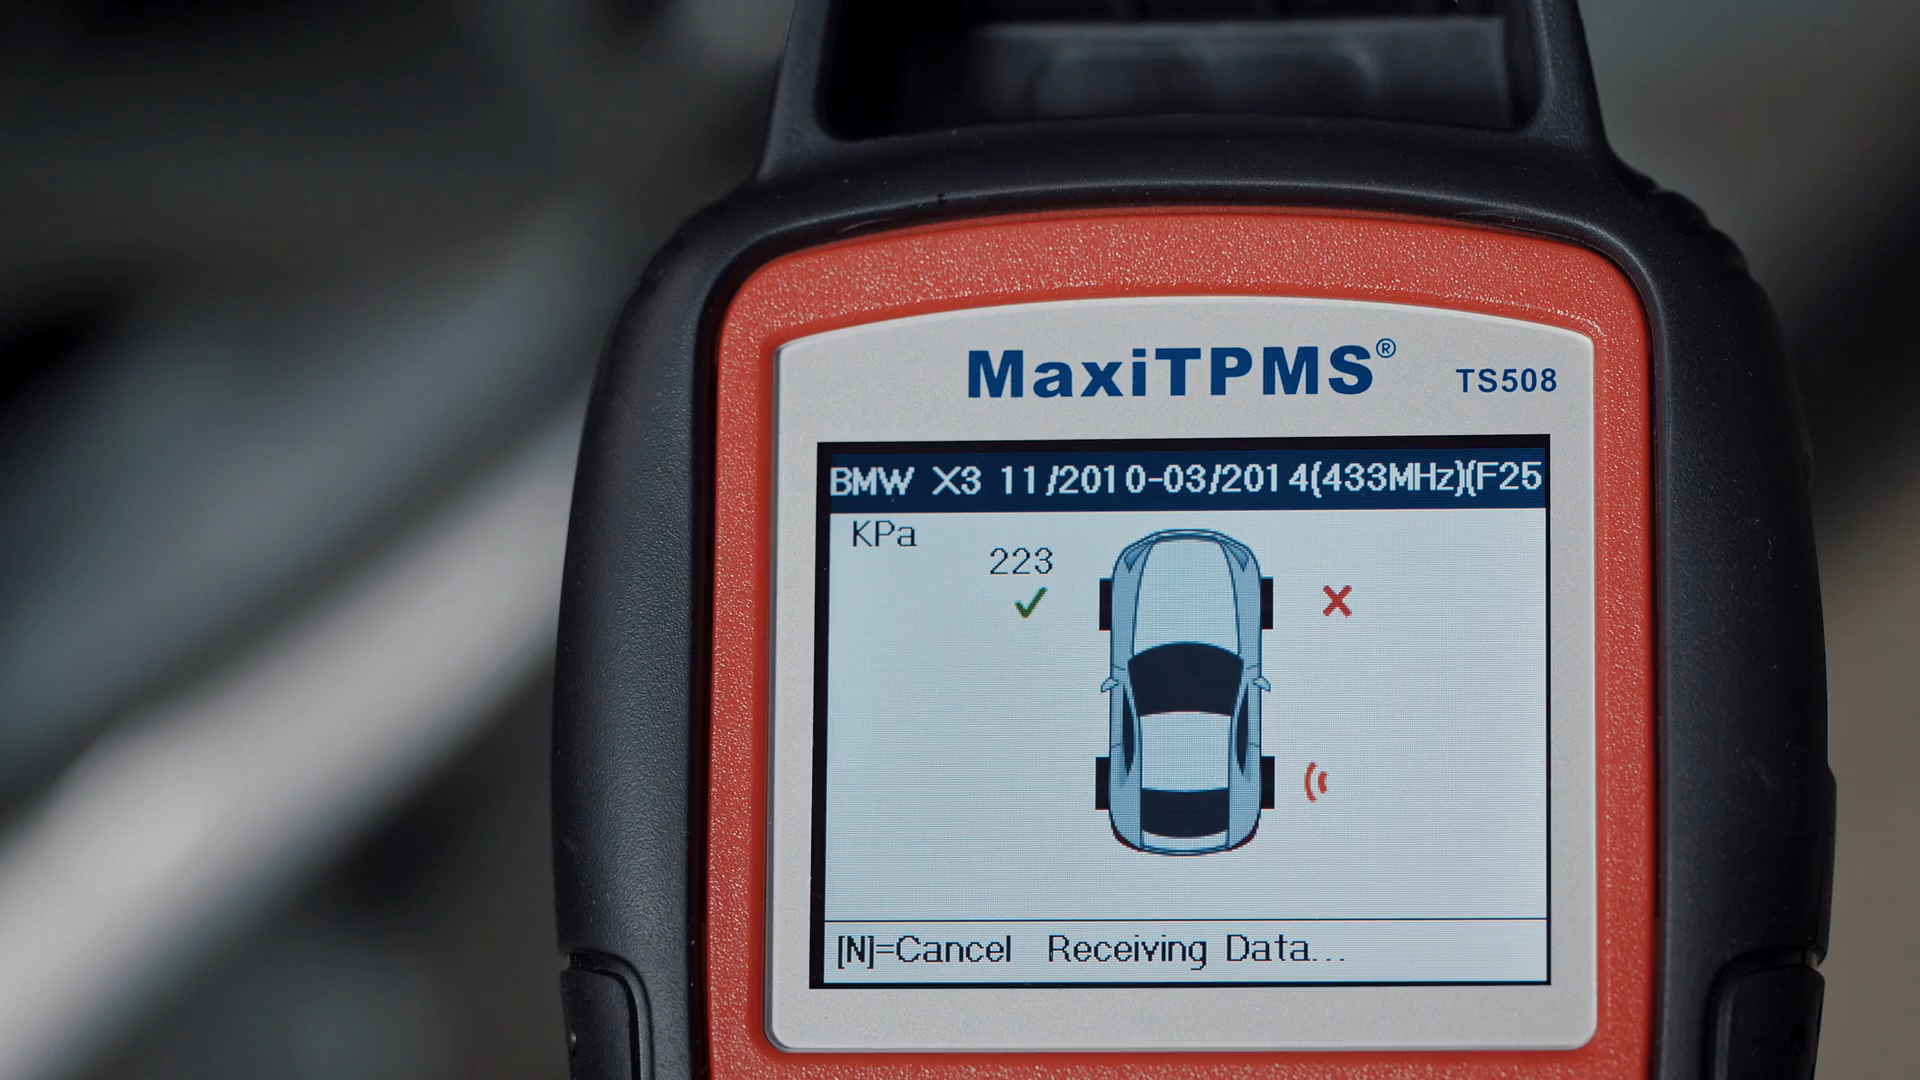 MaxiTPMS® TS508
BMW X3 11/2010-03/2014(433MHz)(F25
KPa
223
[N]=Cancel Receiving Data...